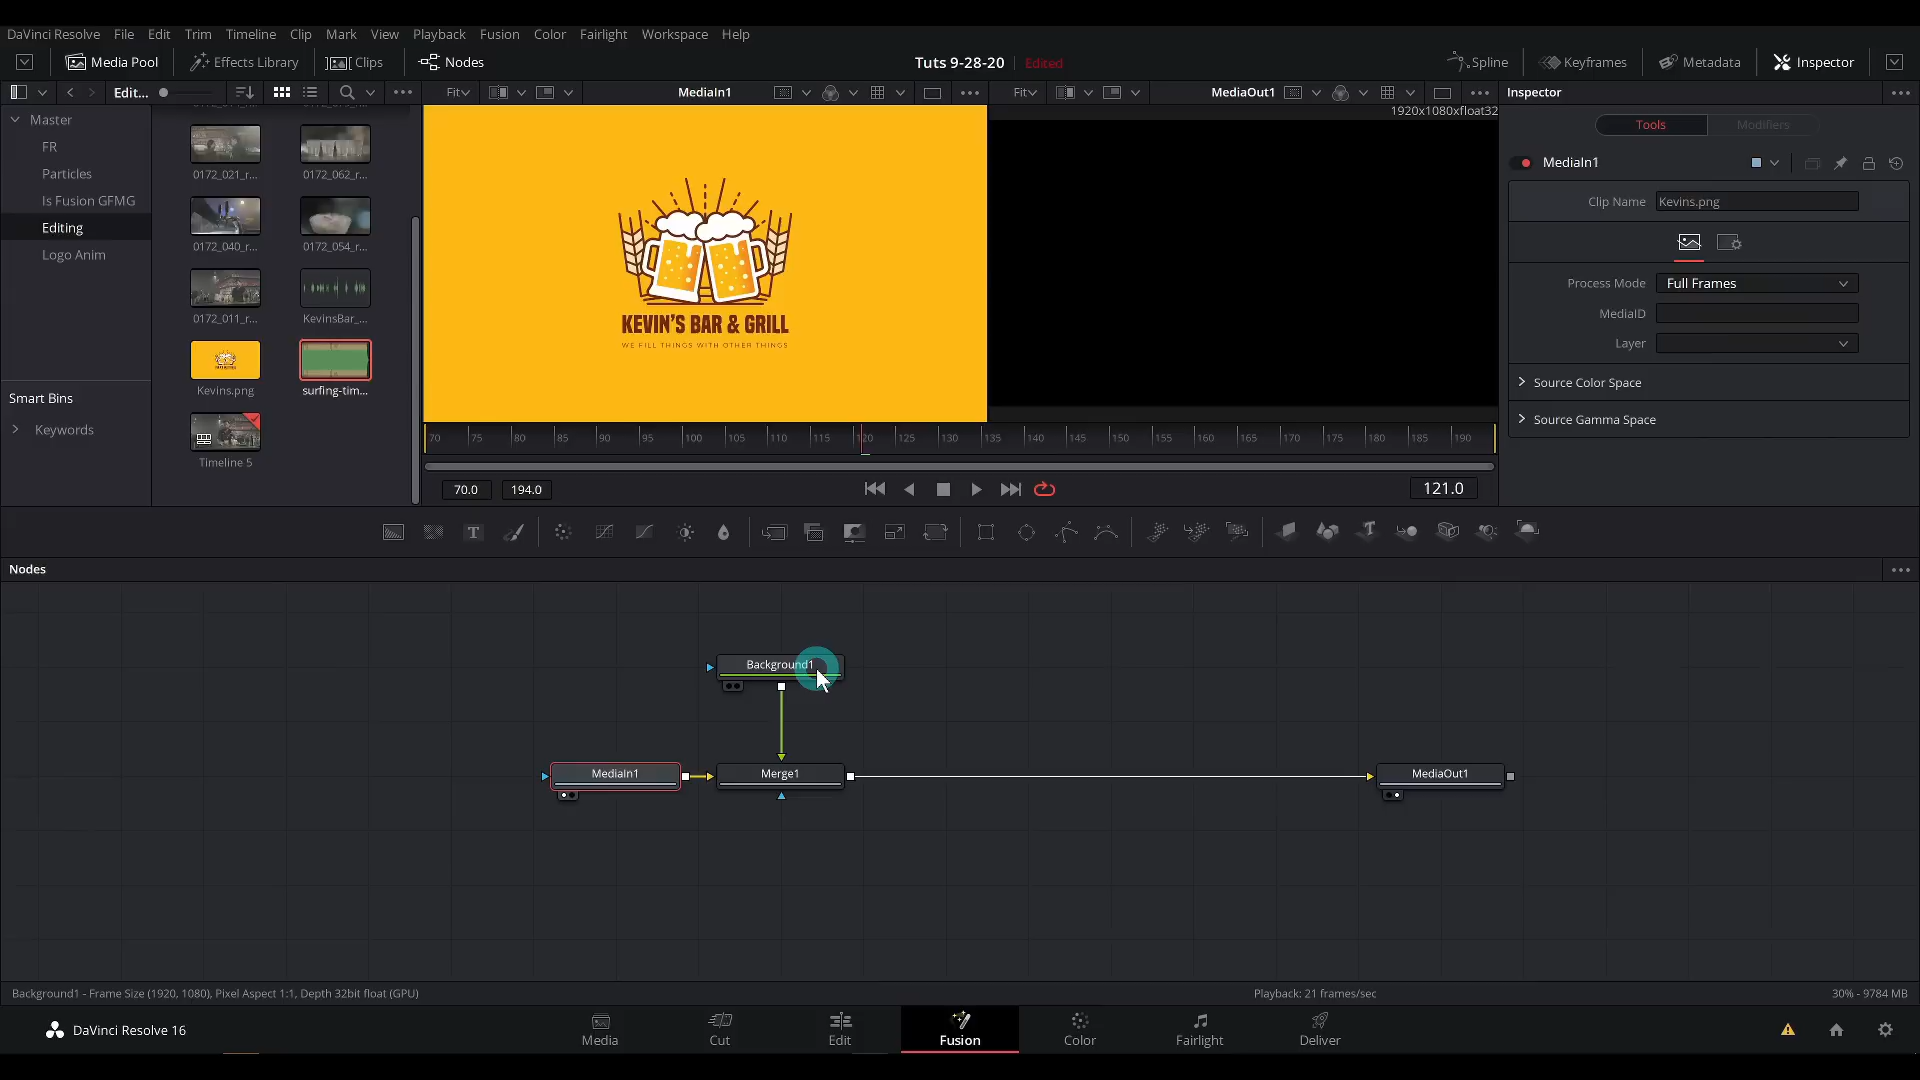 DaVinci Resolve File Edit Trim Timeline Clip Mark View Playback Fusion Color Fairlight Workspace Help
Media Pool Effects Library Clips Nodes Tuts 9-28-20 Edited Spline Keyframes Metadata Inspector
Edit... Fit MediaIn1 Fit MediaOut1 Inspector
1920x1080xfloat32
Master
FR
Particles
Is Fusion GFMG
Editing
Logo Anim
Smart Bins
Keywords
0172_021_r... 0172_062_r...
0172_040_r... 0172_054_r...
0172_011_r... KevinsBar_...
Kevins.png surfing-tim...
Timeline 5
KEVIN'S BAR & GRILL
WE FILL THINGS WITH OTHER THINGS
70 75 80 85 90 95 100 105 110 115 120 125 130 135 140 145 150 155 160 165 170 175 180 185 190
70.0 194.0 121.0
Tools Modifiers
MediaIn1
Clip Name Kevins.png
Process Mode Full Frames
MediaID
Layer
Source Color Space
Source Gamma Space
T T
Nodes
Background1
MediaIn1 Merge1 MediaOut1
Background1 - Frame Size (1920, 1080), Pixel Aspect 1:1, Depth 32bit float (GPU) Playback: 21 frames/sec 30% - 9784 MB
DaVinci Resolve 16 Media Cut Edit Fusion Color Fairlight Deliver